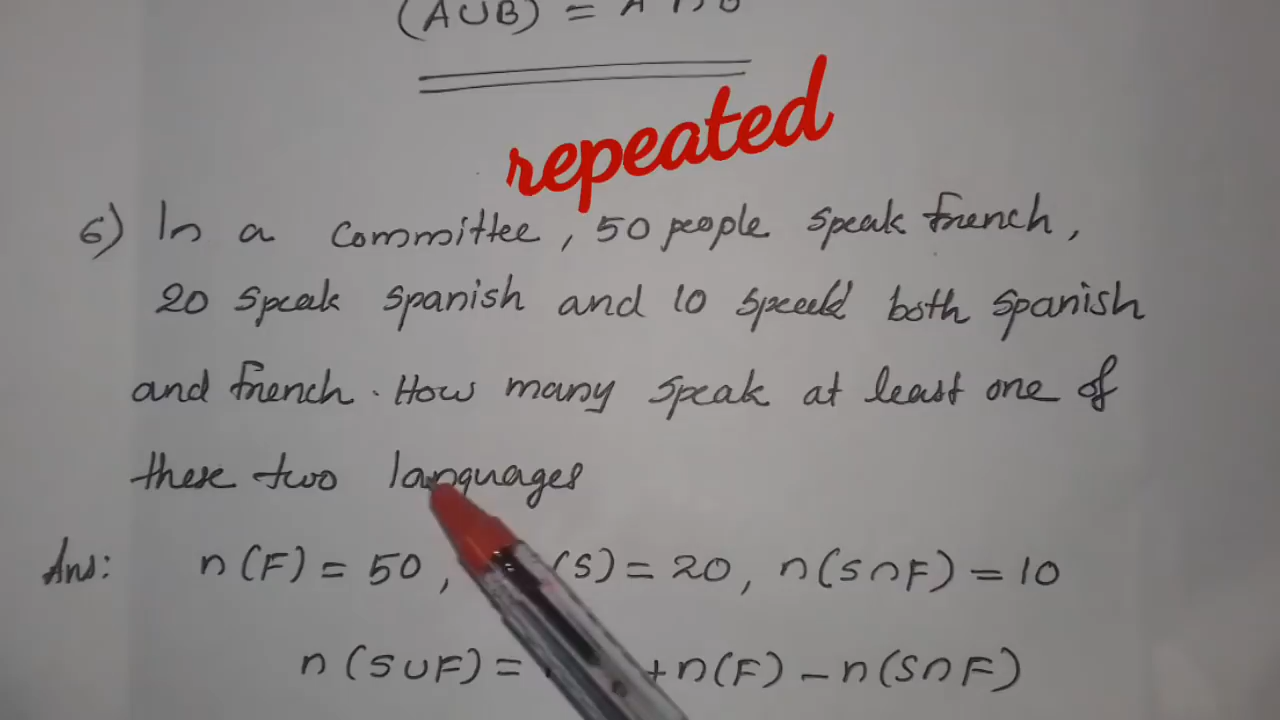 (A∪B) = A ∩ B
repeated
6) In a committee, 50 people speak French,
20 speak spanish and 10 speak both spanish
and French. How many speak at least one of
these two languages
Ans: n(F) = 50, (S) = 20, n(S∩F) = 10
n(S∪F) = + n(F) - n(S∩F)